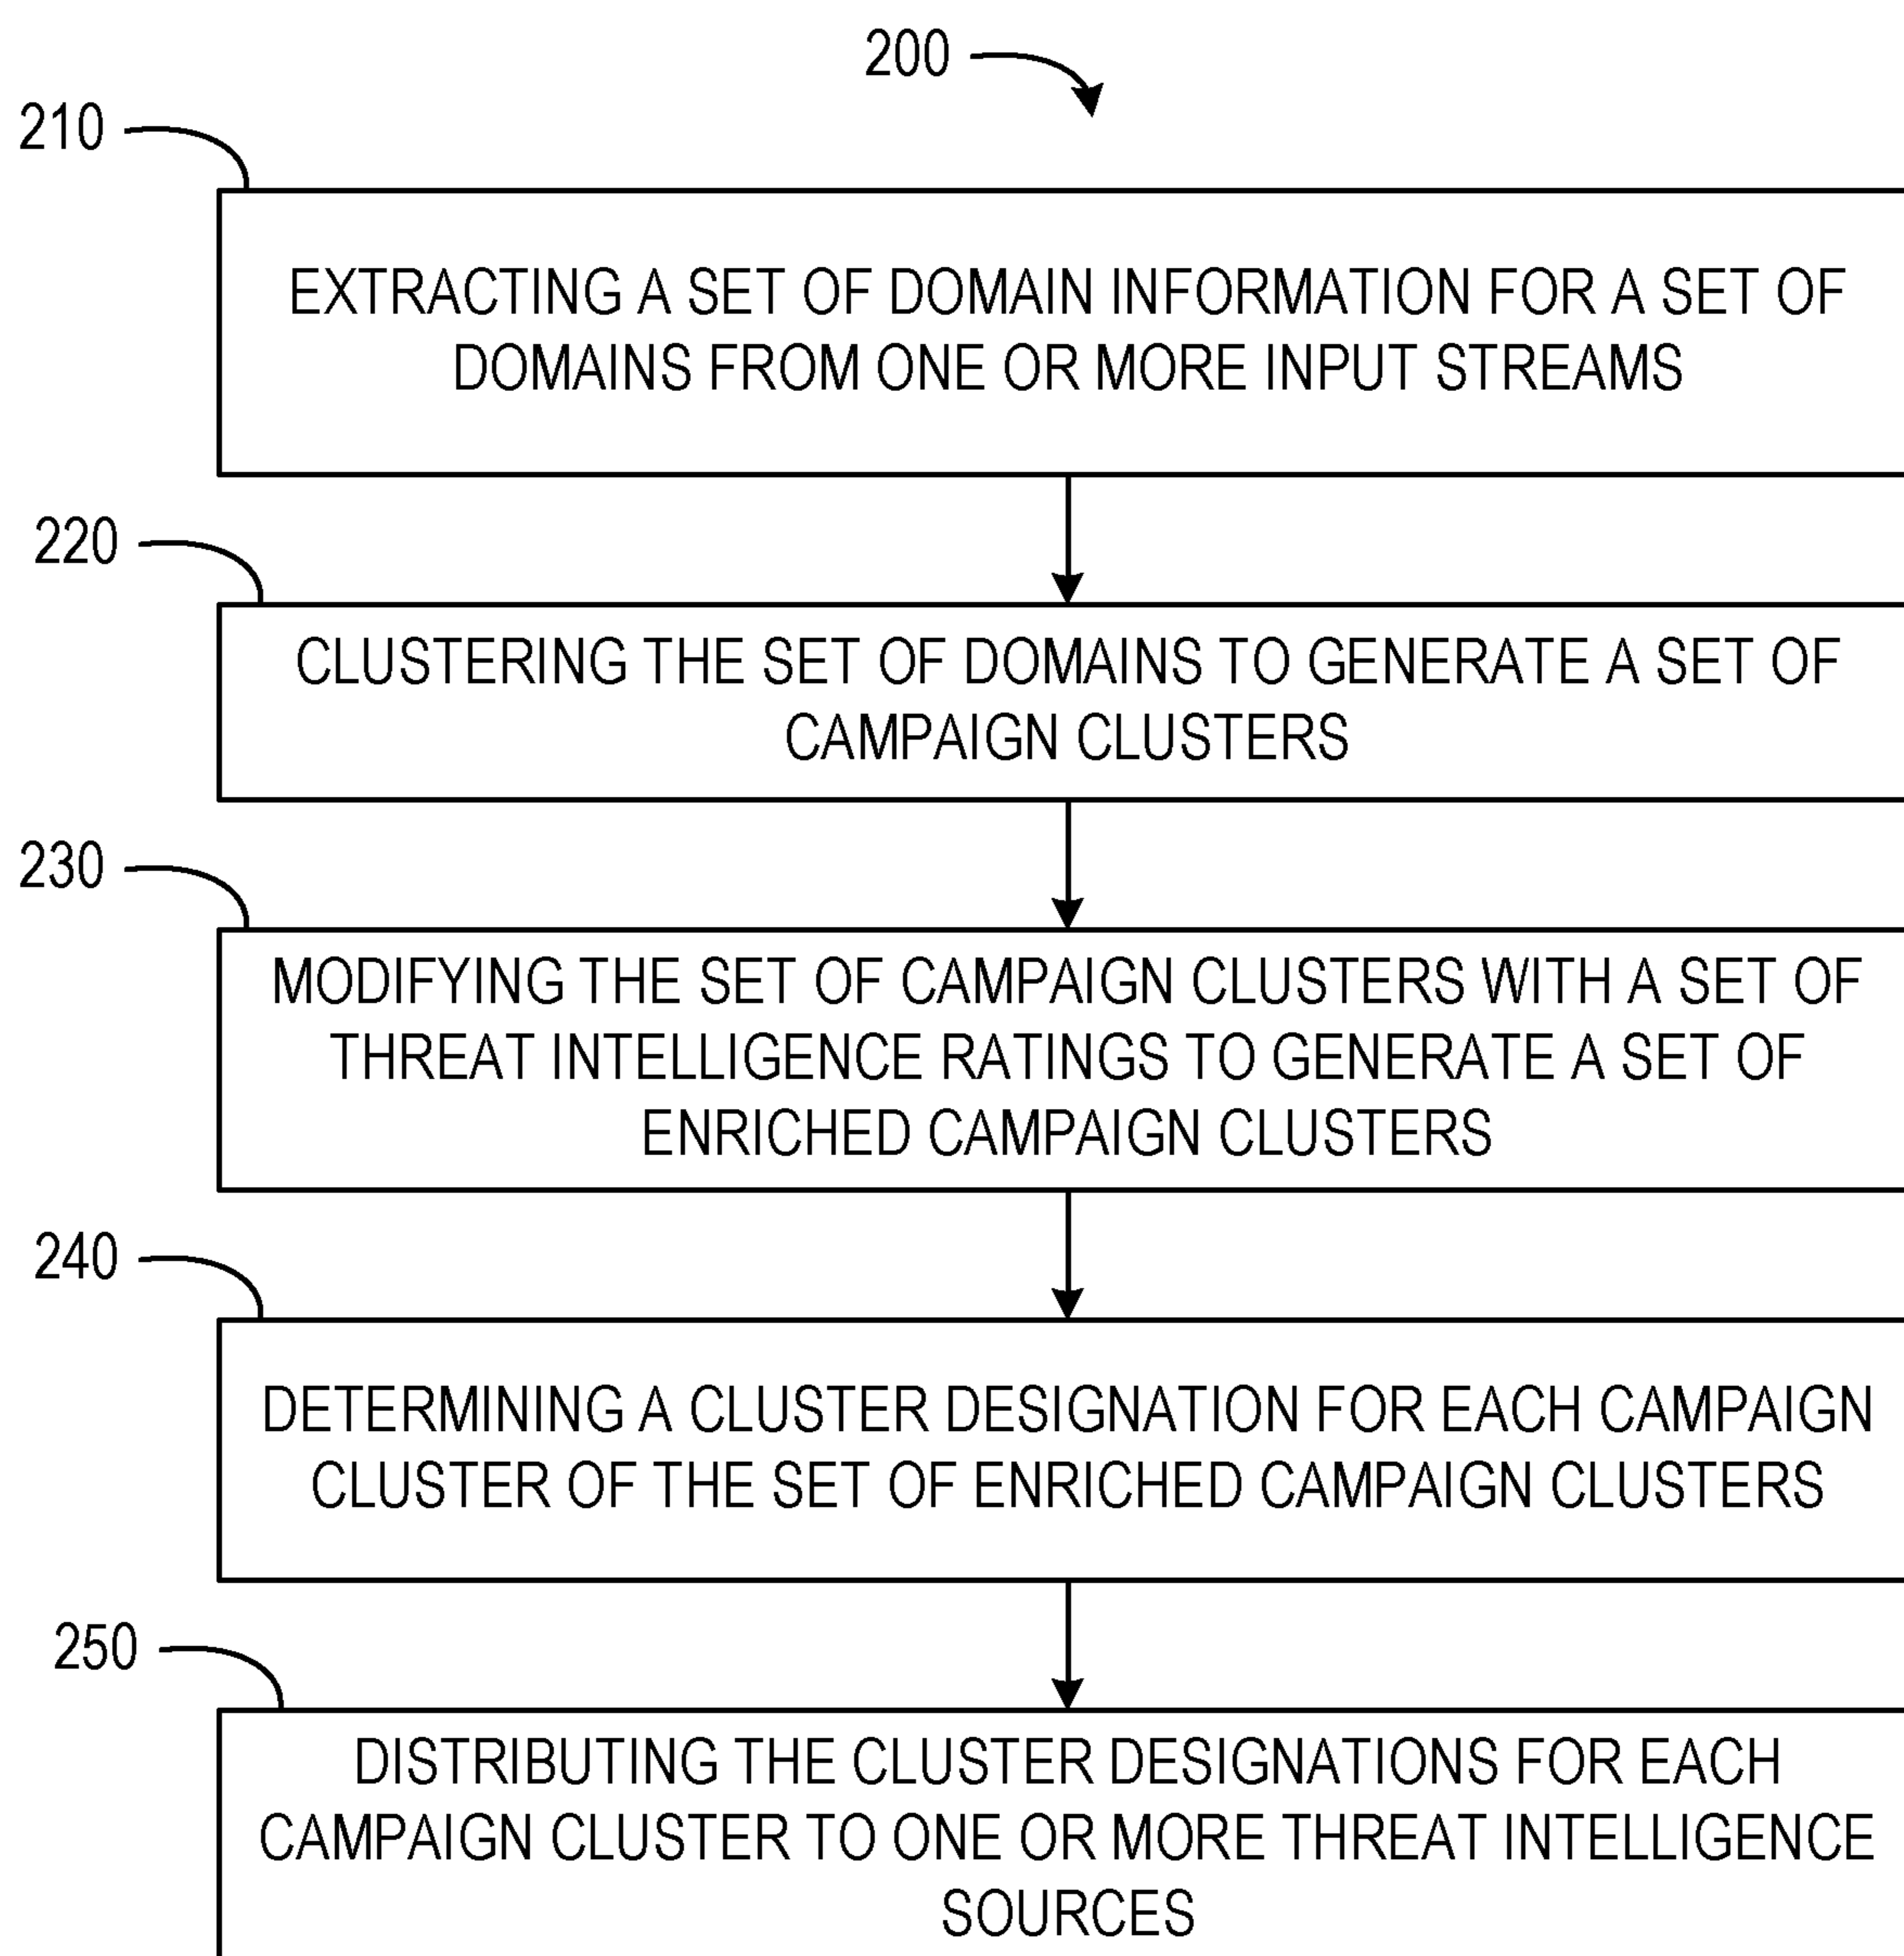 200
210
EXTRACTING A SET OF DOMAIN INFORMATION FOR A SET OF
DOMAINS FROM ONE OR MORE INPUT STREAMS
220
CLUSTERING THE SET OF DOMAINS TO GENERATE A SET OF
CAMPAIGN CLUSTERS
230
MODIFYING THE SET OF CAMPAIGN CLUSTERS WITH A SET OF
THREAT INTELLIGENCE RATINGS TO GENERATE A SET OF
ENRICHED CAMPAIGN CLUSTERS
240
DETERMINING A CLUSTER DESIGNATION FOR EACH CAMPAIGN
CLUSTER OF THE SET OF ENRICHED CAMPAIGN CLUSTERS
250
DISTRIBUTING THE CLUSTER DESIGNATIONS FOR EACH
CAMPAIGN CLUSTER TO ONE OR MORE THREAT INTELLIGENCE
SOURCES